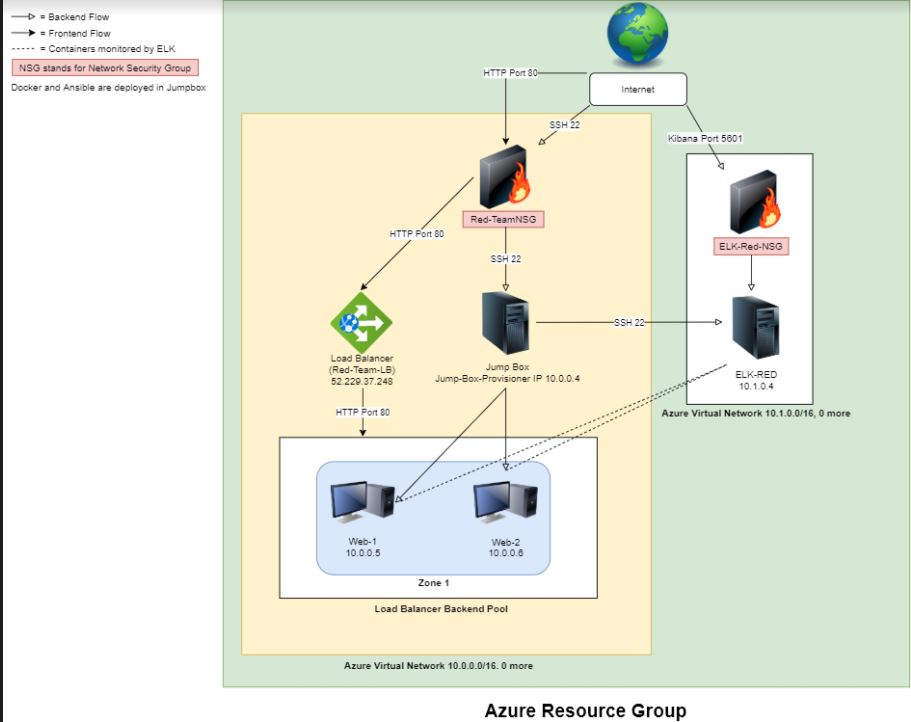 = Backend Flow
= Frontend Flow
= Containers monitored by ELK
NSG stands for Network Security Group
Docker and Ansible are deployed in Jumpbox
HTTP Port 80
Internet
SSH 22
Kibana Port 5601
Red-TeamNSG
ELK-Red-NSG
HTTP Port 80
SSH 22
SSH 22
Load Balancer
(Red-Team-LB)
52.229.37.248
Jump Box
Jump-Box-Provisioner IP 10.0.0.4
ELK-RED
10.1.0.4
HTTP Port 80
Azure Virtual Network 10.1.0.0/16, 0 more
Web-1
10.0.0.5
Web-2
10.0.0.6
Zone 1
Load Balancer Backend Pool
Azure Virtual Network 10.0.0.0/16. 0 more
Azure Resource Group